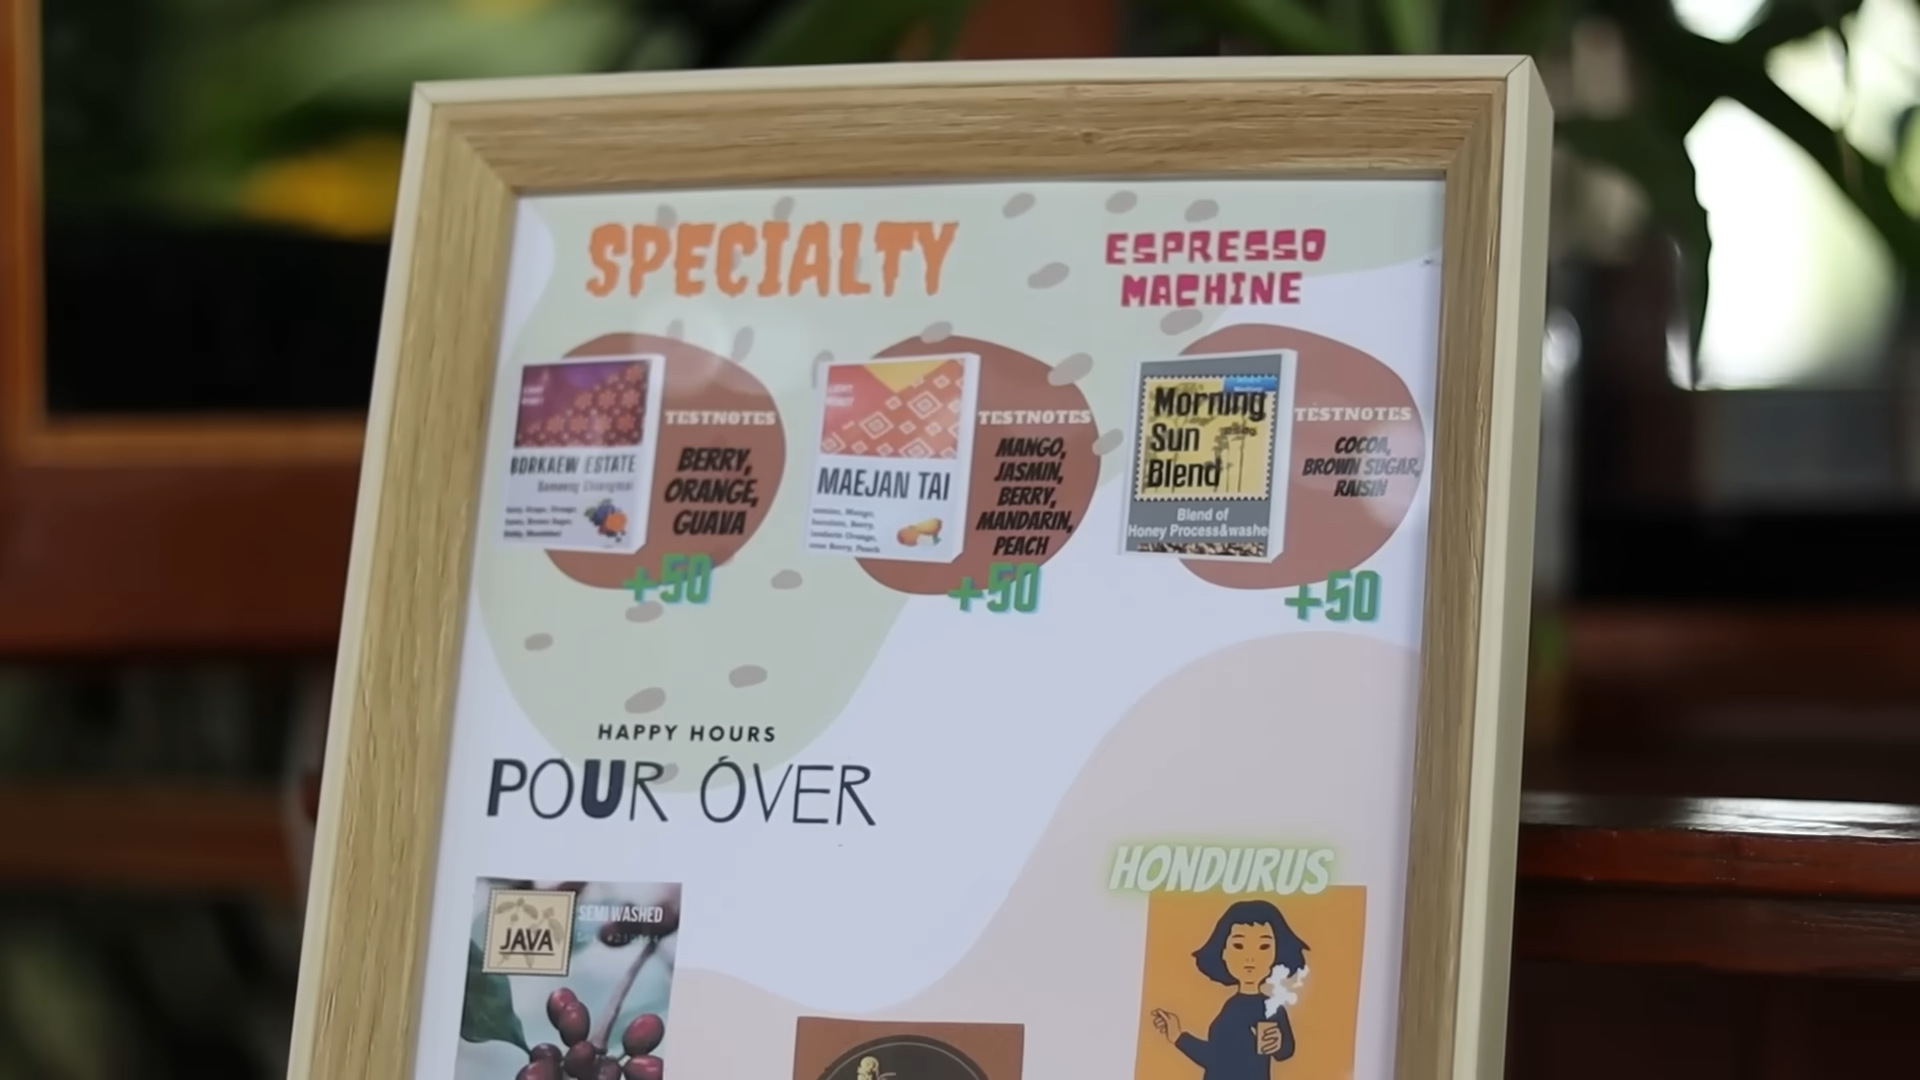 SPECIALTY
ESPRESSO
MACHINE
BORKAEW ESTATE
TESTNOTES
BERRY,
ORANGE,
GUAVA
+50
MAEJAN TAI
TESTNOTES
MANGO,
JASMIN,
BERRY,
MANDARIN,
PEACH
+50
Morning
Sun
Blend
Blend of
Honey Process&washe
TESTNOTES
COCOA,
BROWN SUGAR,
RAISIN
+50
HAPPY HOURS
POUR ÓVER
JAVA
SEMI WASHED
HONDURUS